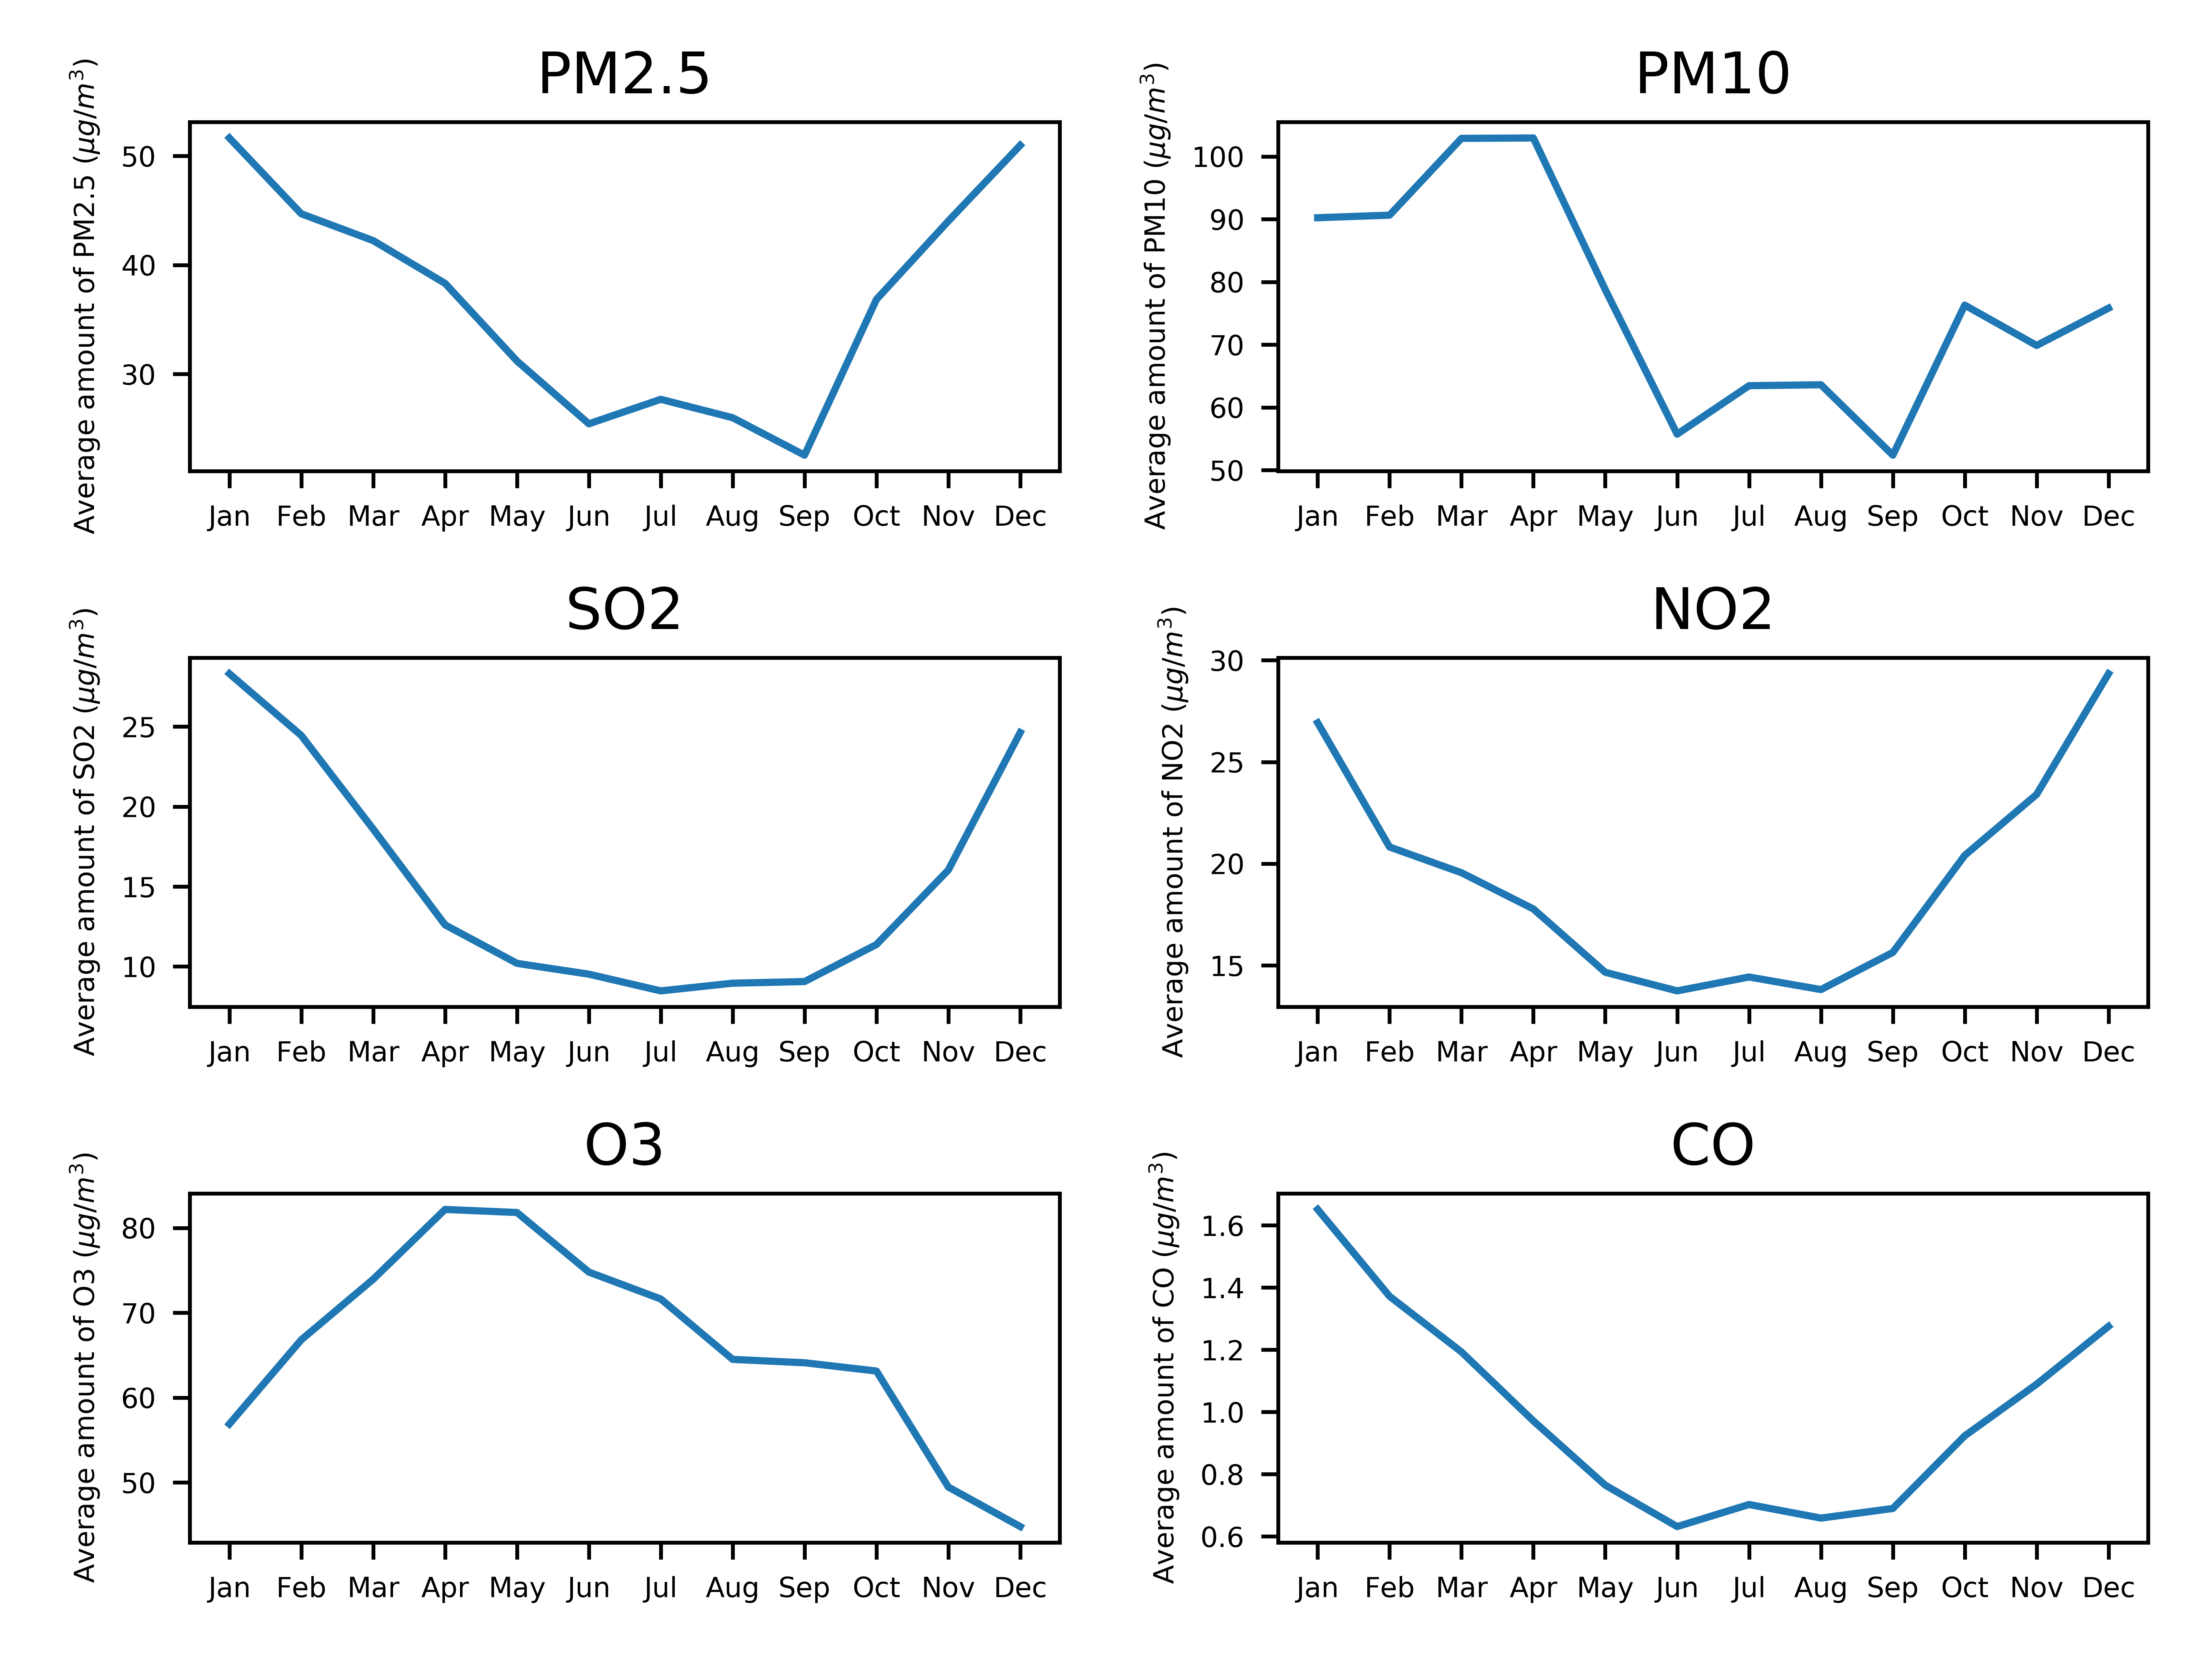 PM2.5
Average amount of PM2.5 (μg/m³)
50
40
30
Jan Feb Mar Apr May Jun Jul Aug Sep Oct Nov Dec
PM10
Average amount of PM10 (μg/m³)
100
90
80
70
60
50
Jan Feb Mar Apr May Jun Jul Aug Sep Oct Nov Dec
SO2
Average amount of SO2 (μg/m³)
25
20
15
10
Jan Feb Mar Apr May Jun Jul Aug Sep Oct Nov Dec
NO2
Average amount of NO2 (μg/m³)
30
25
20
15
Jan Feb Mar Apr May Jun Jul Aug Sep Oct Nov Dec
O3
Average amount of O3 (μg/m³)
80
70
60
50
Jan Feb Mar Apr May Jun Jul Aug Sep Oct Nov Dec
CO
Average amount of CO (μg/m³)
1.6
1.4
1.2
1.0
0.8
0.6
Jan Feb Mar Apr May Jun Jul Aug Sep Oct Nov Dec